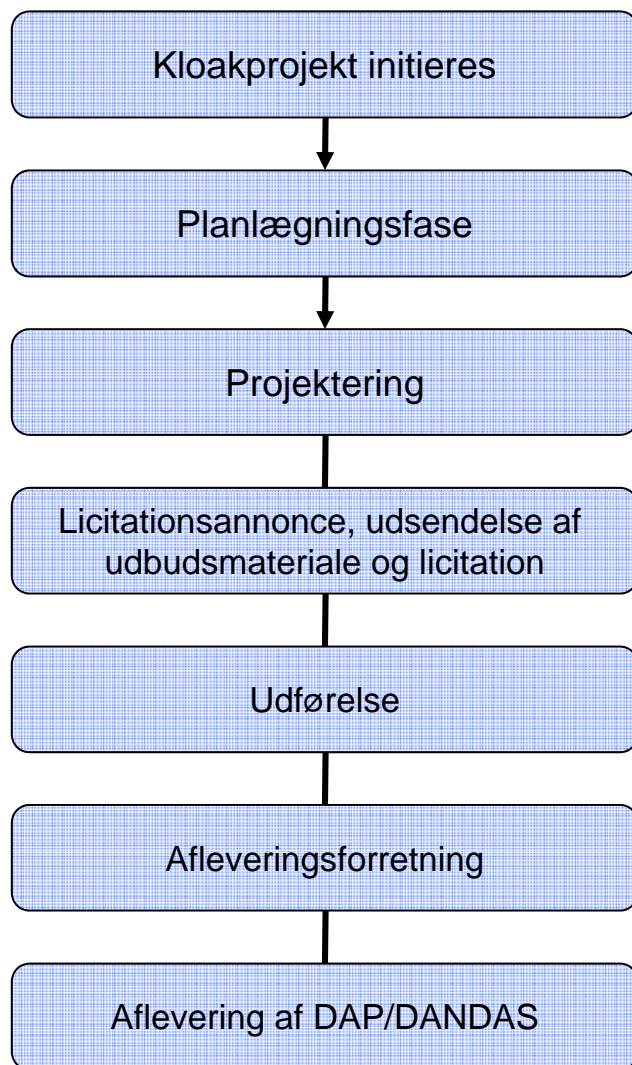 Kloakprojekt initieres
Planlægningsfase
Projektering
Licitationsannonce, udsendelse af
udbudsmateriale og licitation
Udførelse
Afleveringsforretning
Aflevering af DAP/DANDAS